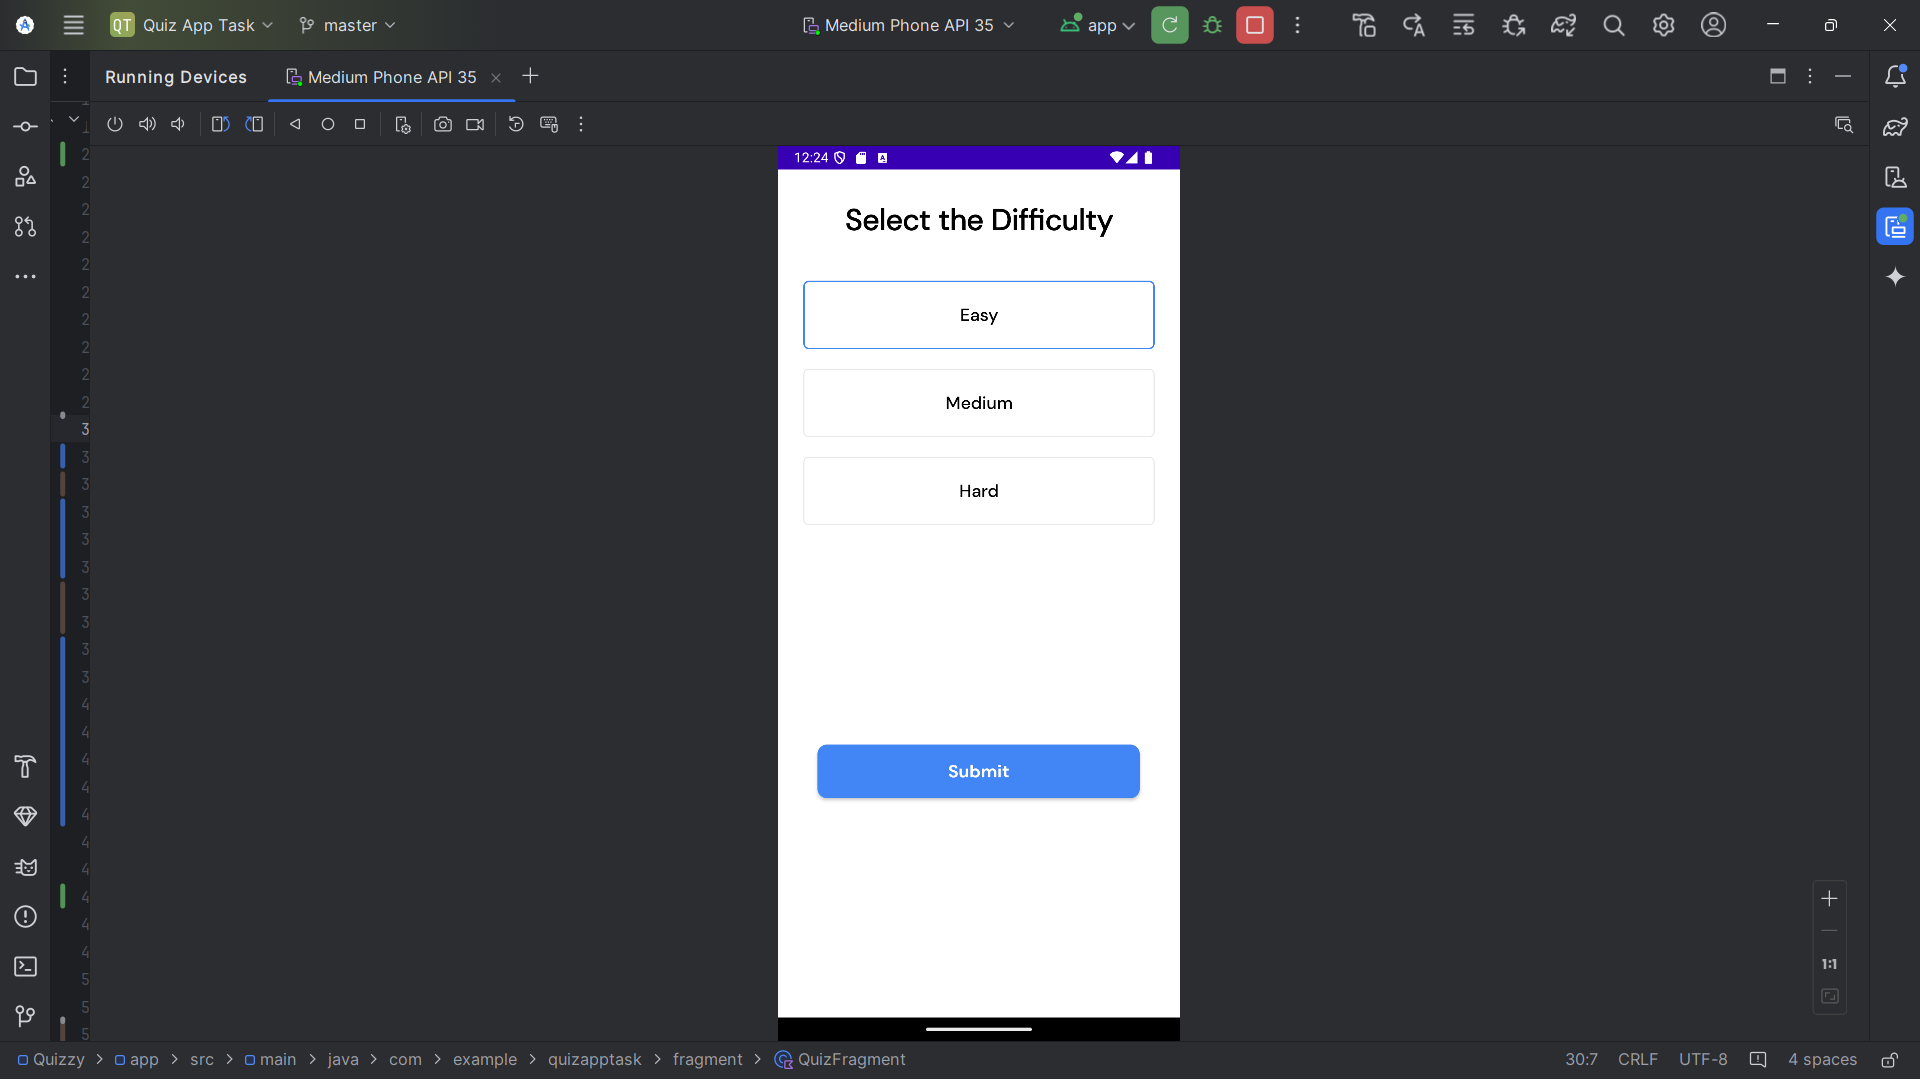 QT Quiz App Task master Medium Phone API 35 app
Running Devices Medium Phone API 35
12:24
Select the Difficulty
Easy
Medium
Hard
Submit
1:1
Quizzy app src main java com example quizapptask fragment QuizFragment 30:7 CRLF UTF-8 4 spaces